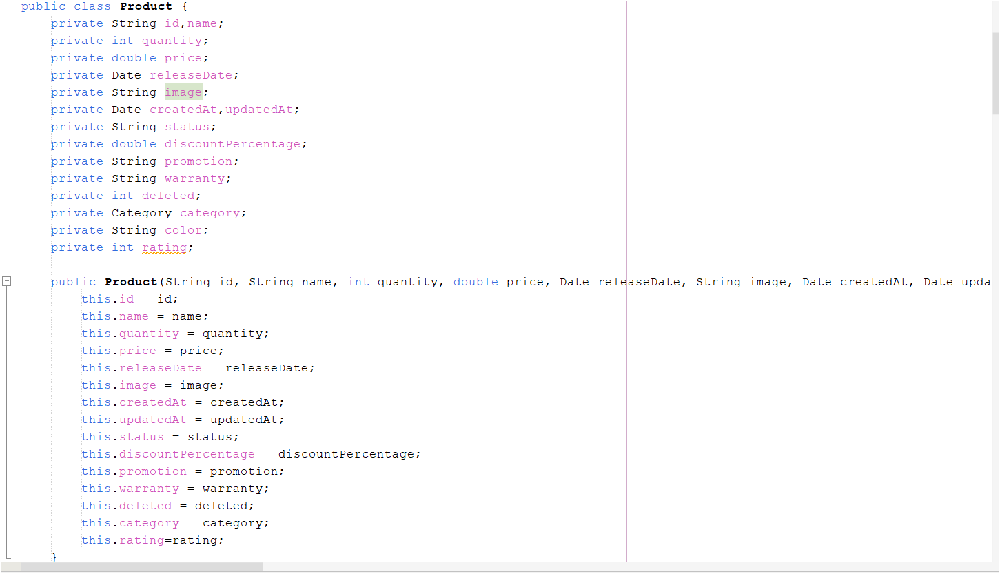 public class Product {
    private String id,name;
    private int quantity;
    private double price;
    private Date releaseDate;
    private String image;
    private Date createdAt,updatedAt;
    private String status;
    private double discountPercentage;
    private String promotion;
    private String warranty;
    private int deleted;
    private Category category;
    private String color;
    private int rating;

    public Product(String id, String name, int quantity, double price, Date releaseDate, String image, Date createdAt, Date
        this.id = id;
        this.name = name;
        this.quantity = quantity;
        this.price = price;
        this.releaseDate = releaseDate;
        this.image = image;
        this.createdAt = createdAt;
        this.updatedAt = updatedAt;
        this.status = status;
        this.discountPercentage = discountPercentage;
        this.promotion = promotion;
        this.warranty = warranty;
        this.deleted = deleted;
        this.category = category;
        this.rating=rating;
    }